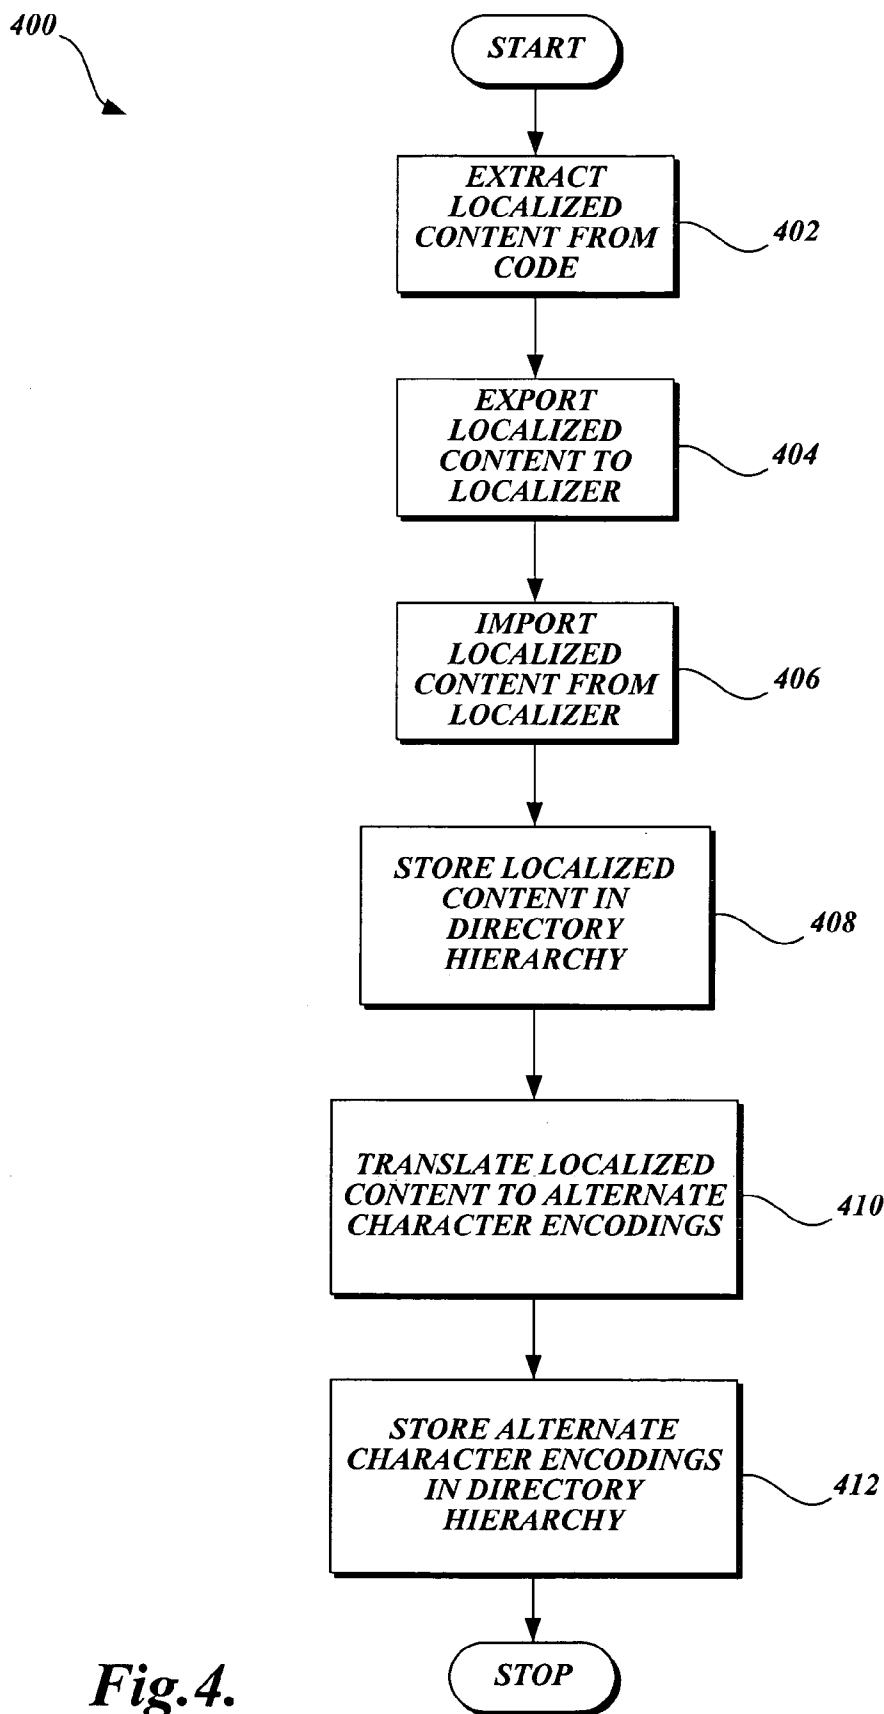 400
START
EXTRACT
LOCALIZED
CONTENT FROM
CODE
402
EXPORT
LOCALIZED
CONTENT TO
LOCALIZER
404
IMPORT
LOCALIZED
CONTENT FROM
LOCALIZER
406
STORE LOCALIZED
CONTENT IN
DIRECTORY
HIERARCHY
408
TRANSLATE LOCALIZED
CONTENT TO ALTERNATE
CHARACTER ENCODINGS
410
STORE ALTERNATE
CHARACTER ENCODINGS
IN DIRECTORY
HIERARCHY
412
STOP
Fig.4.